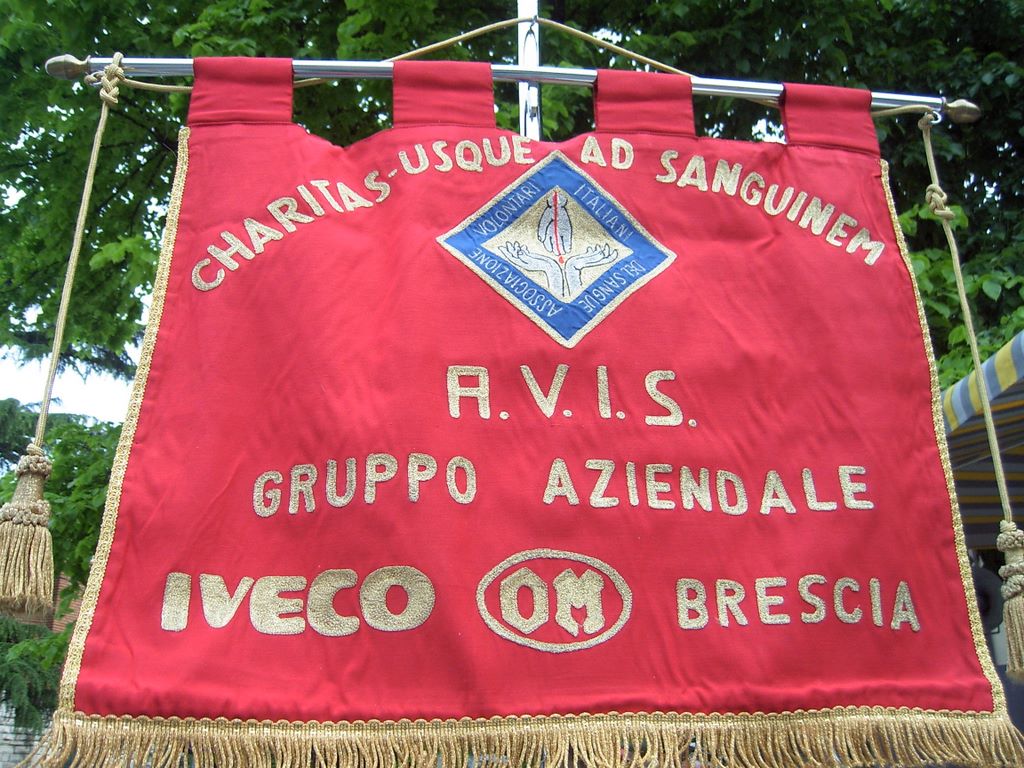 CHARITAS-USQUE AD SANGUINEM
ASSOCIAZIONE VOLONTARI ITALIANI DEL SANGUE
A.V.I.S.
GRUPPO AZIENDALE
IVECO OM BRESCIA